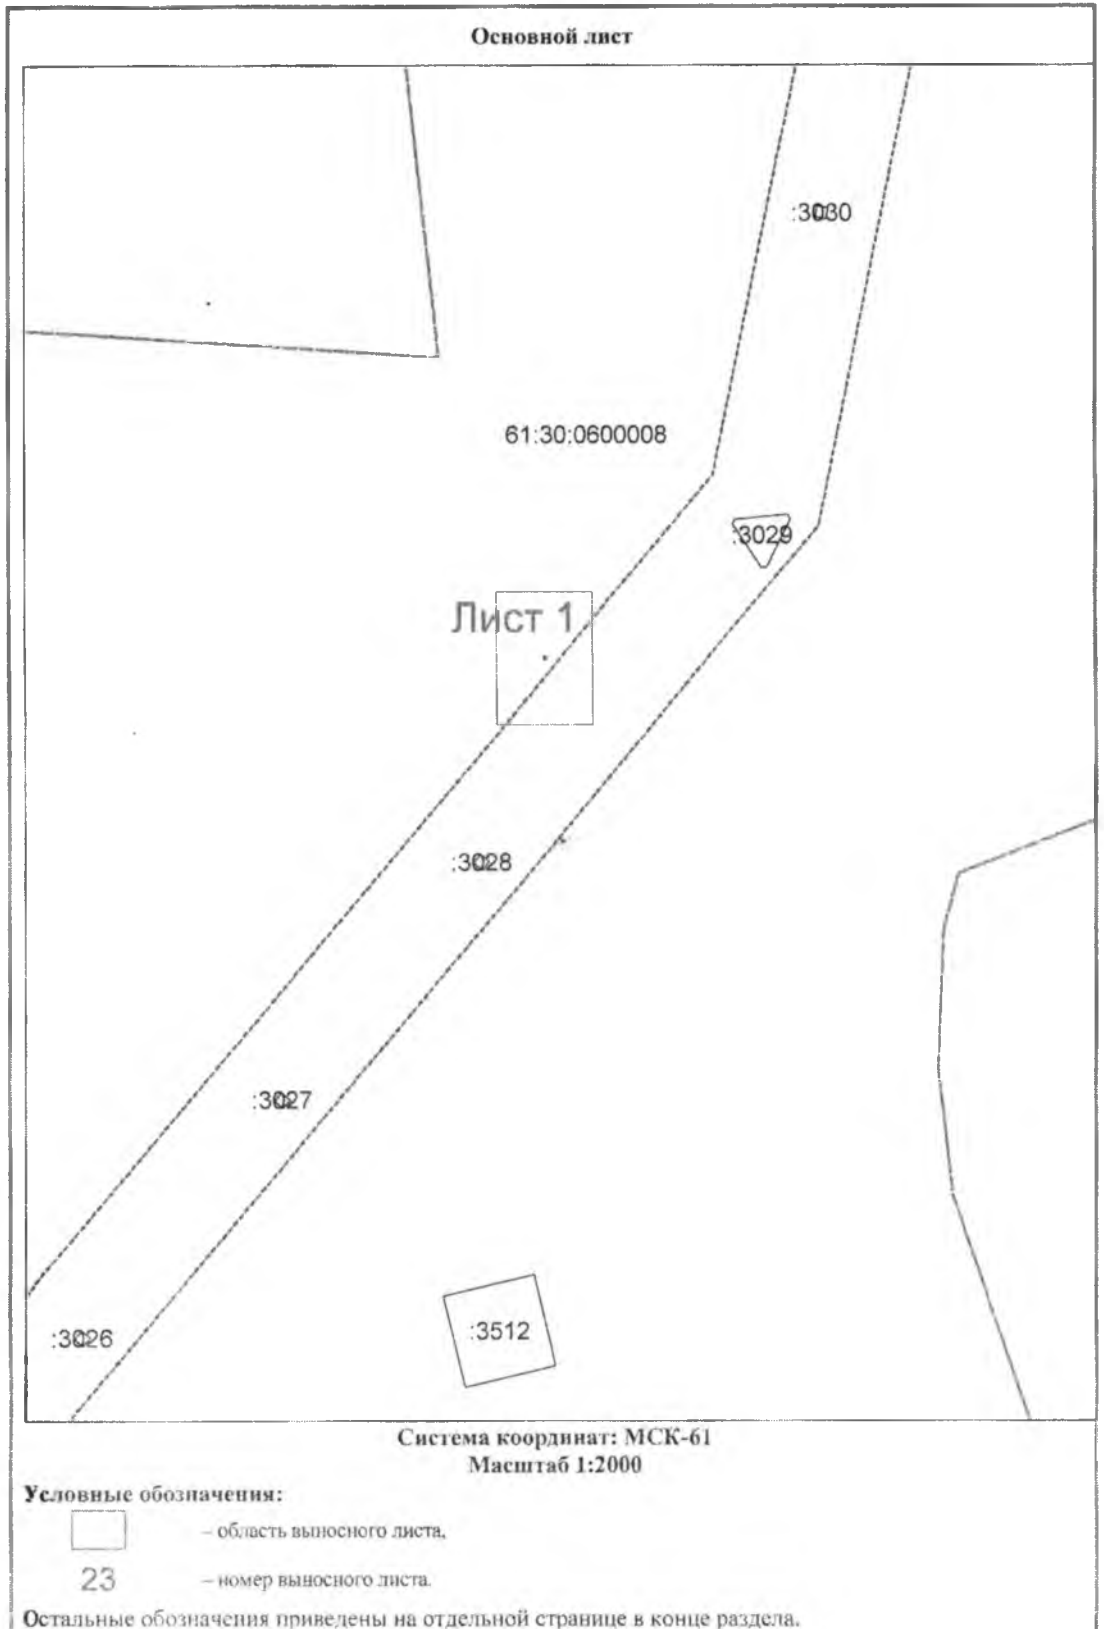 Основной лист
:3030
61:30:0600008
:3029
Лист 1
:3028
:3027
:3026
:3512
Система координат: МСК-61
Масштаб 1:2000
Условные обозначения:
– область выносного листа,
23 – номер выносного листа.
Остальные обозначения приведены на отдельной странице в конце раздела.